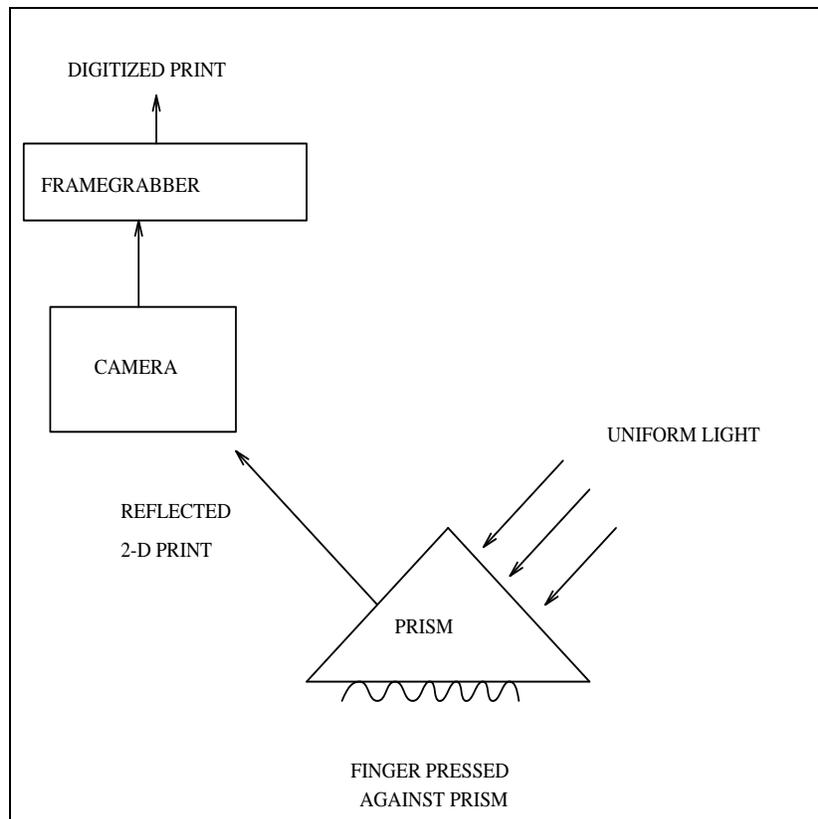 DIGITIZED PRINT
FRAMEGRABBER
CAMERA
UNIFORM LIGHT
REFLECTED
2-D PRINT
PRISM
FINGER PRESSED
AGAINST PRISM